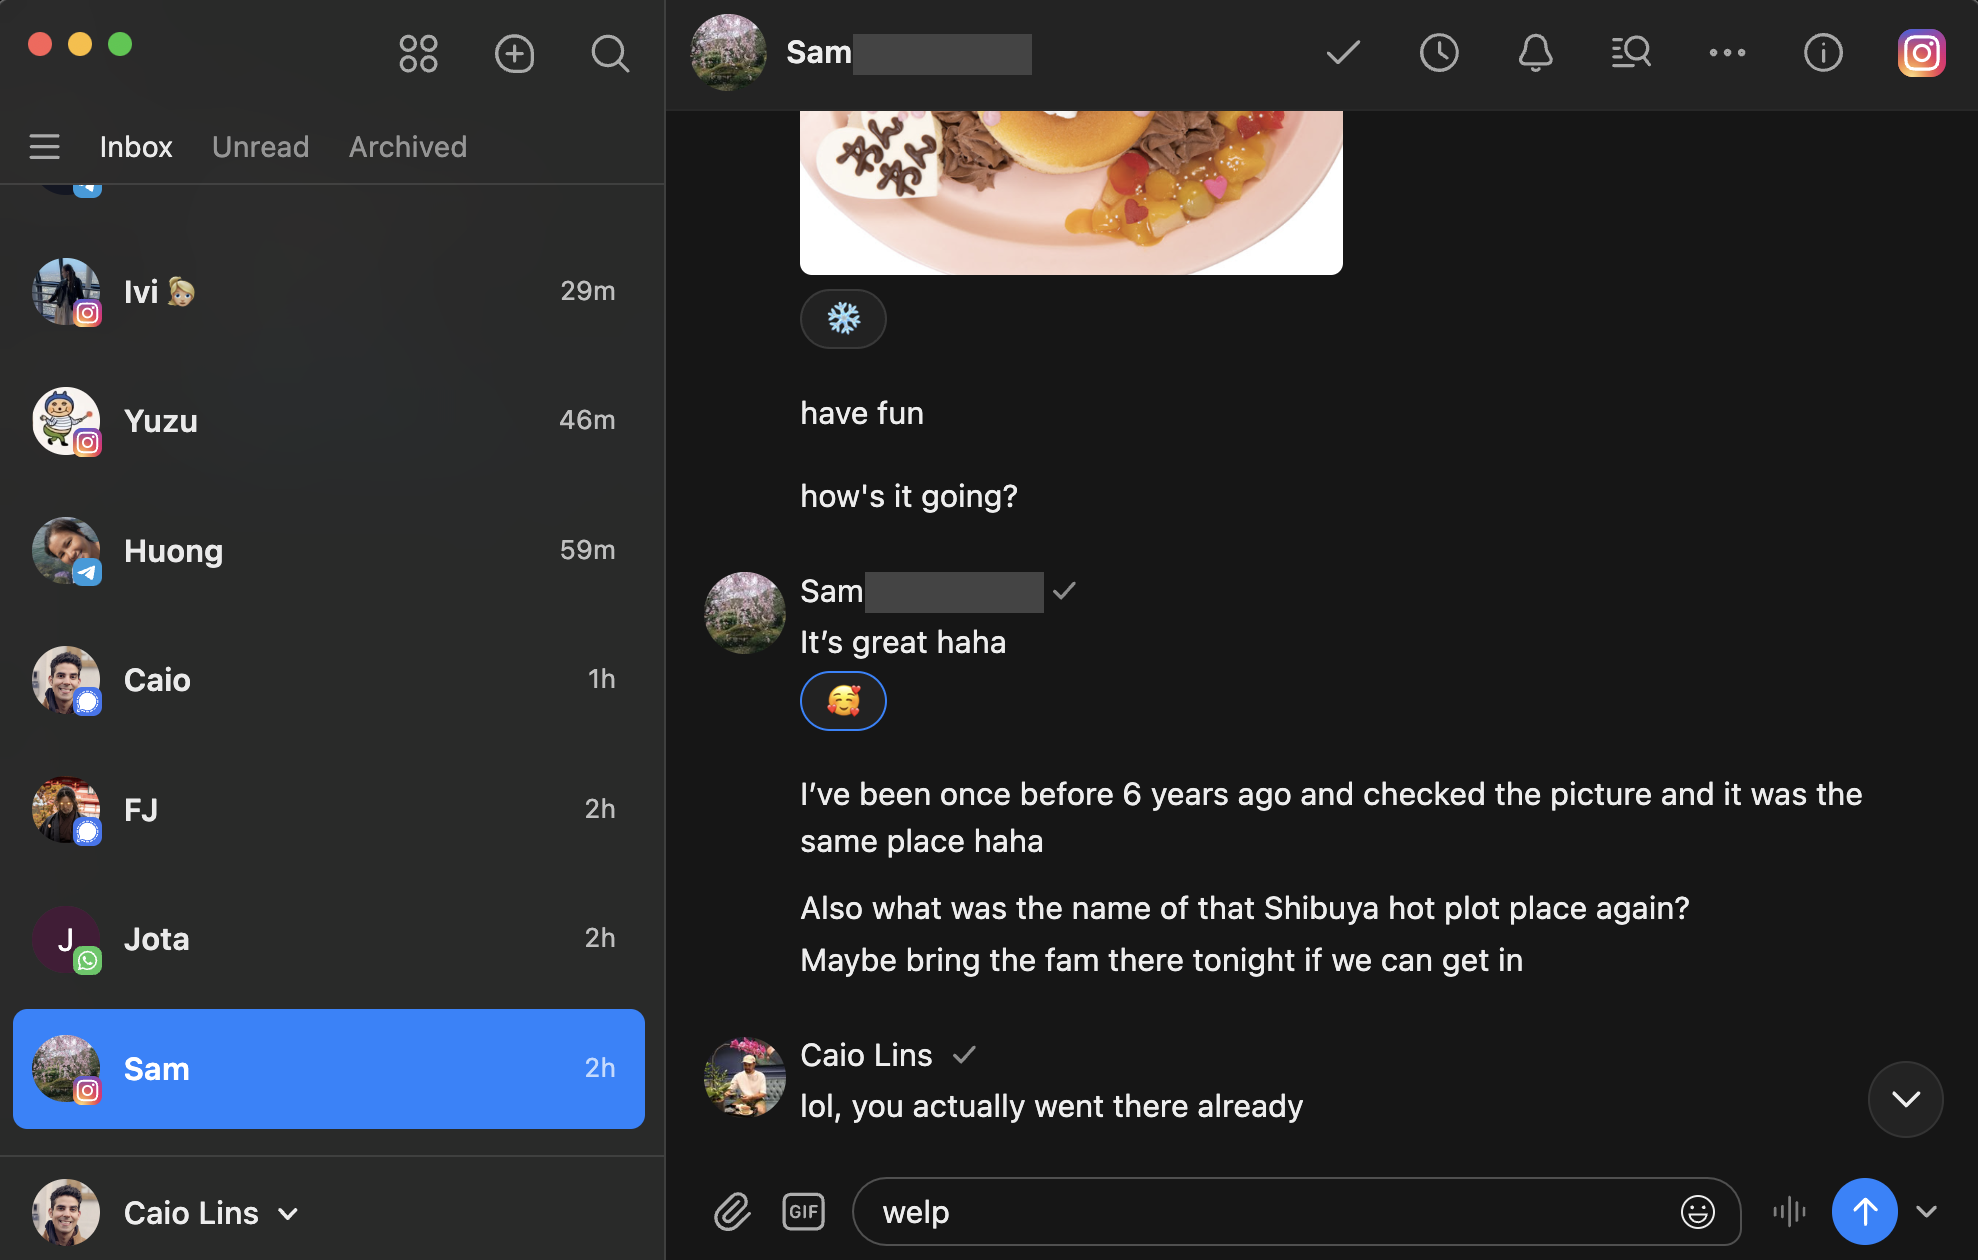 Inbox Unread Archived
Ivi 29m
Yuzu 46m
Huong 59m
Caio 1h
FJ 2h
J Jota 2h
Sam 2h
Caio Lins
Sam
わん
わん
have fun
how's it going?
Sam
It’s great haha
I’ve been once before 6 years ago and checked the picture and it was the
same place haha
Also what was the name of that Shibuya hot plot place again?
Maybe bring the fam there tonight if we can get in
Caio Lins
lol, you actually went there already
GIF welp